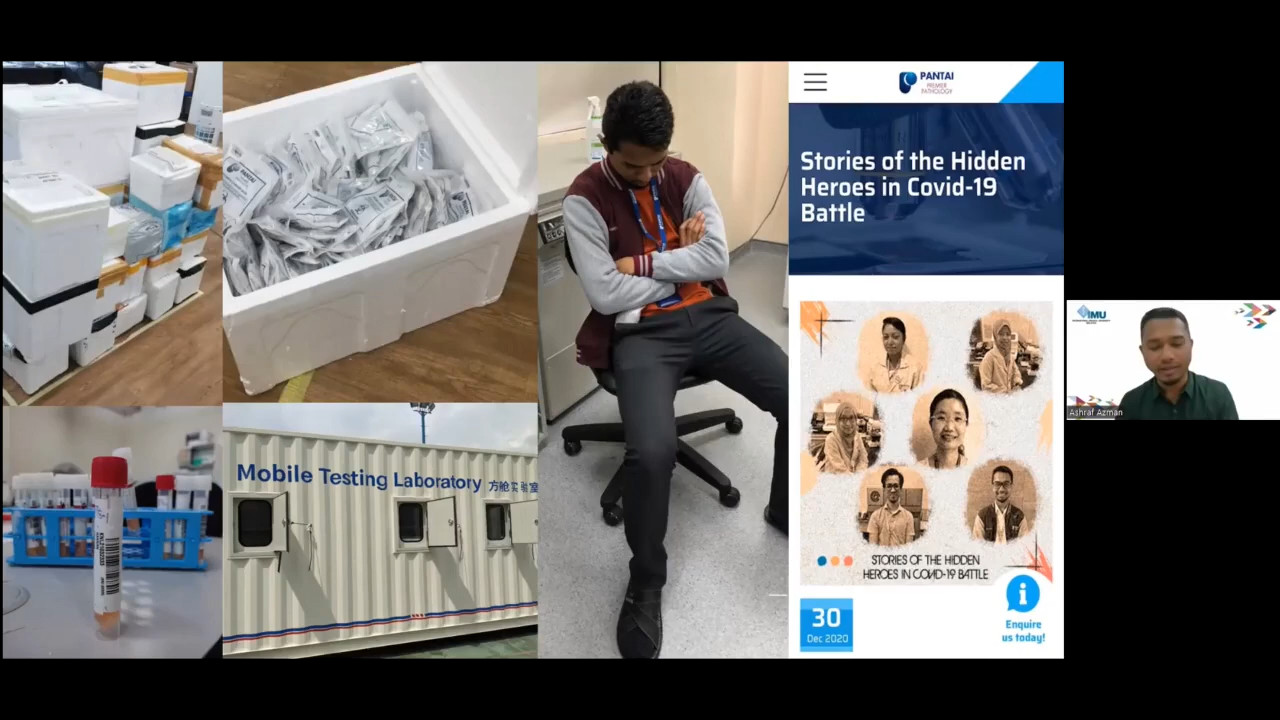 Mobile Testing Laboratory 方舱实验室
PANTAI
PREMIER
PATHOLOGY
Stories of the Hidden
Heroes in Covid-19
Battle
STORIES OF THE HIDDEN
HEROES IN COVID-19 BATTLE
30
Dec 2020
Enquire
us today!
IMU
Ashraf Azman